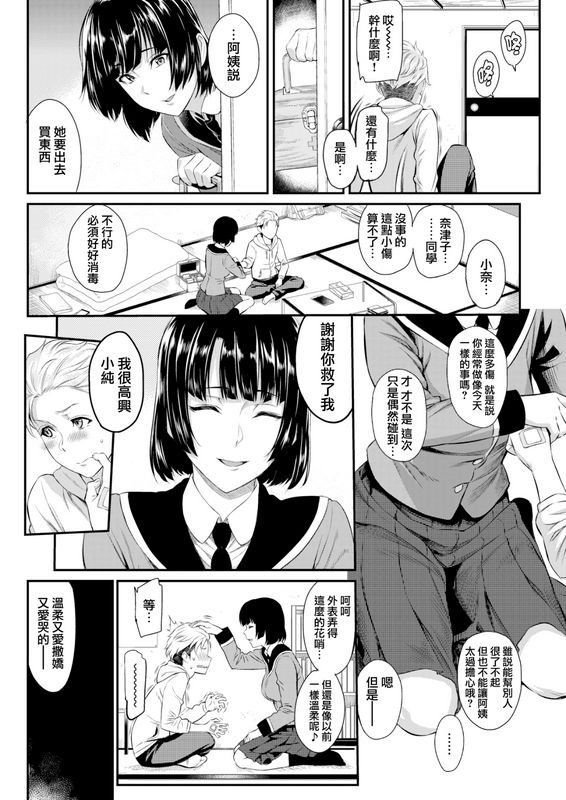 咚
咚
哎～～～
幹什麼啊！
還有什麼…
是啊…
…阿姨説
她要出去
買東西
小奈…
奈津子…
……同學
沒事的
這點小傷
算不了…
不行的
必須好好消毒
這麼多傷 就是説
你經常做像今天
一樣的事嗎？
才 才不是 這次
只是偶然碰到…
謝謝你救了我
我很高興
小純
雖説能幫別人
很了不起
但也不能讓阿姨
太過擔心哦？
……
嗯
但是──
呵呵
外表弄得
這麼的花哨…
但還是像以前
一樣溫柔呢♪
等…
溫柔又愛撒嬌
又愛哭的──